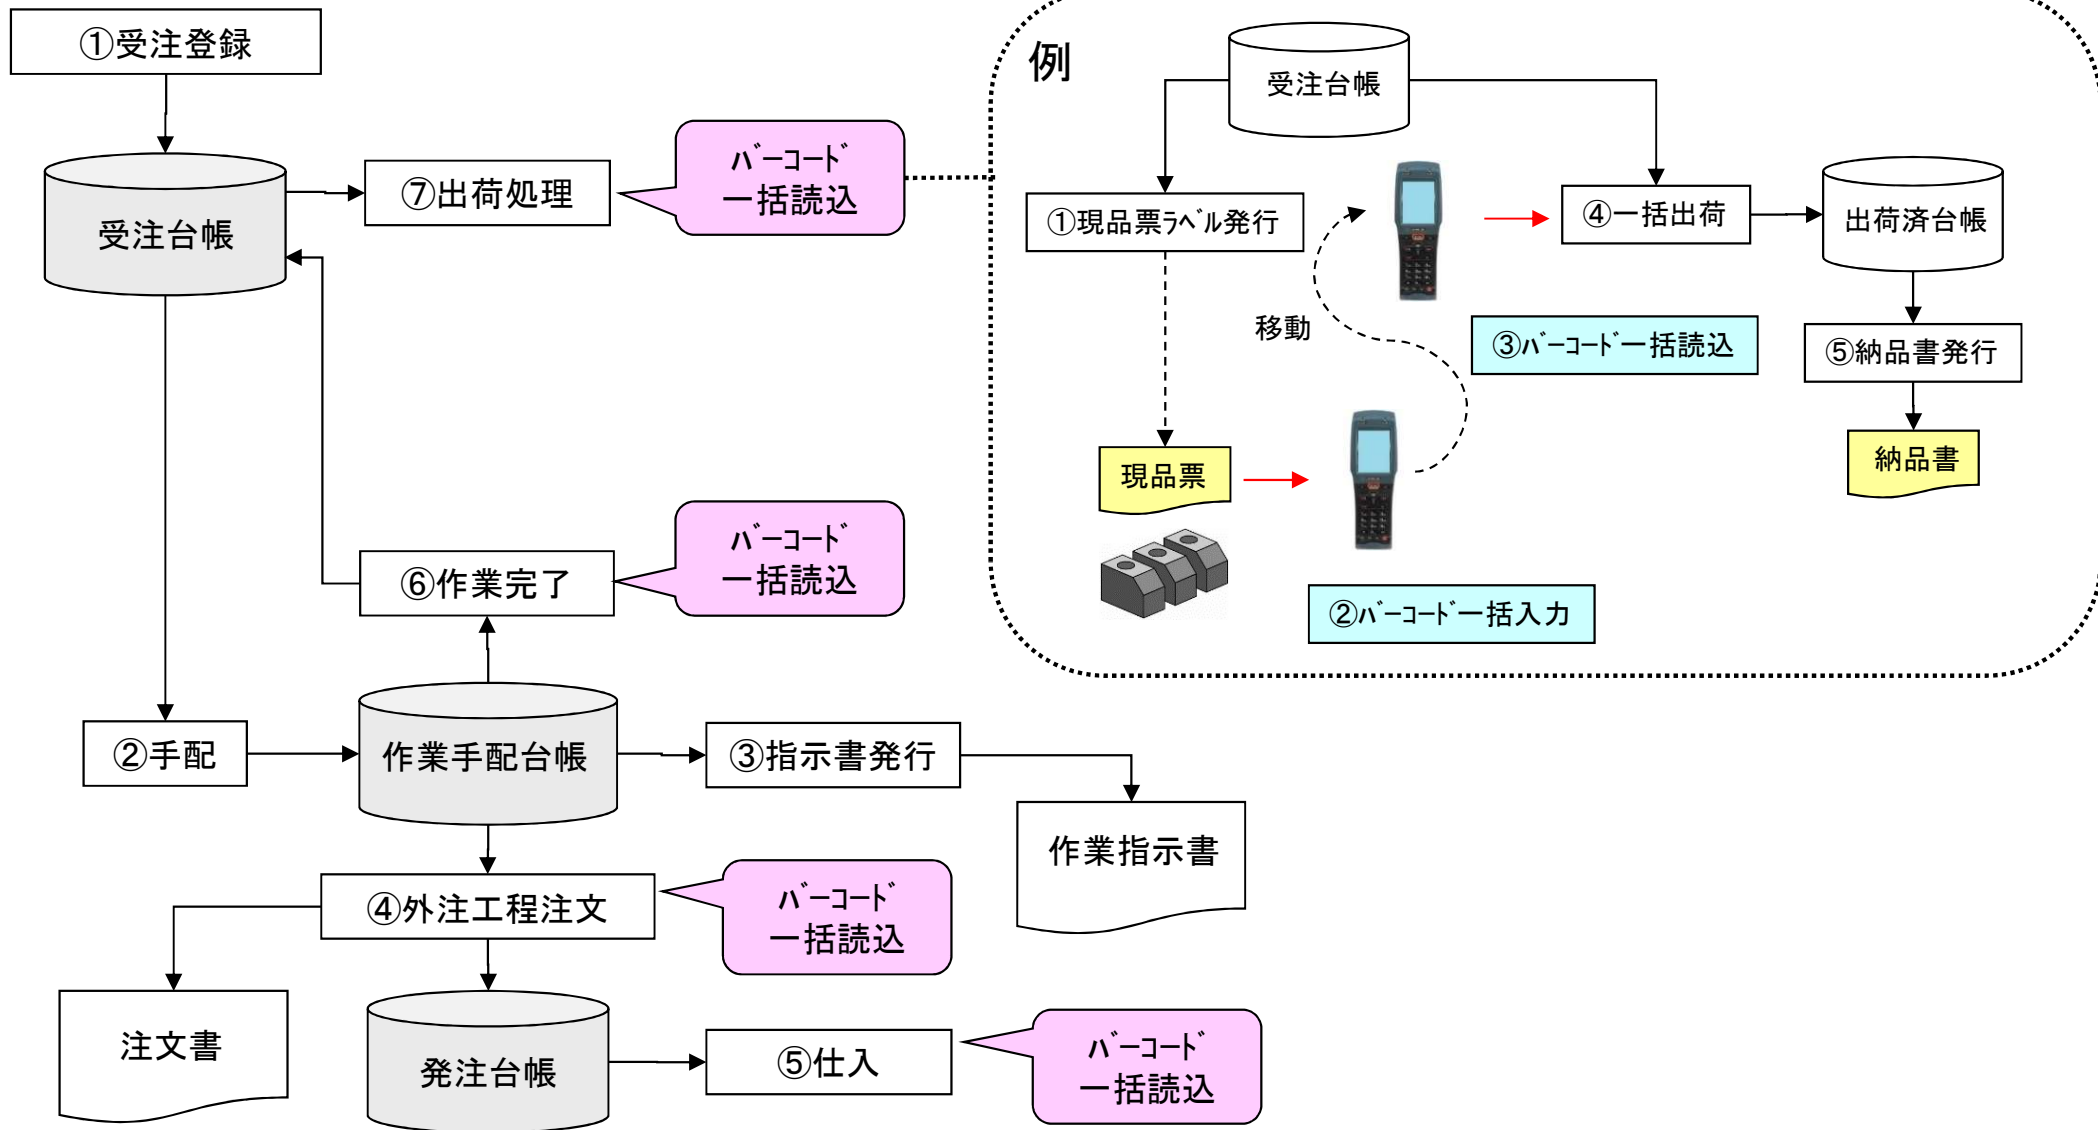 ①受注登録
受注台帳
⑦出荷処理
ﾊﾞｰｺｰﾄﾞ
一括読込
⑥作業完了
ﾊﾞｰｺｰﾄﾞ
一括読込
②手配
作業手配台帳
③指示書発行
作業指示書
④外注工程注文
ﾊﾞｰｺｰﾄﾞ
一括読込
注文書
発注台帳
⑤仕入
ﾊﾞｰｺｰﾄﾞ
一括読込
例
受注台帳
①現品票ﾗﾍﾞﾙ発行
④一括出荷
出荷済台帳
移動
③ﾊﾞｰｺｰﾄﾞ一括読込
⑤納品書発行
現品票
納品書
②ﾊﾞｰｺｰﾄﾞ一括入力